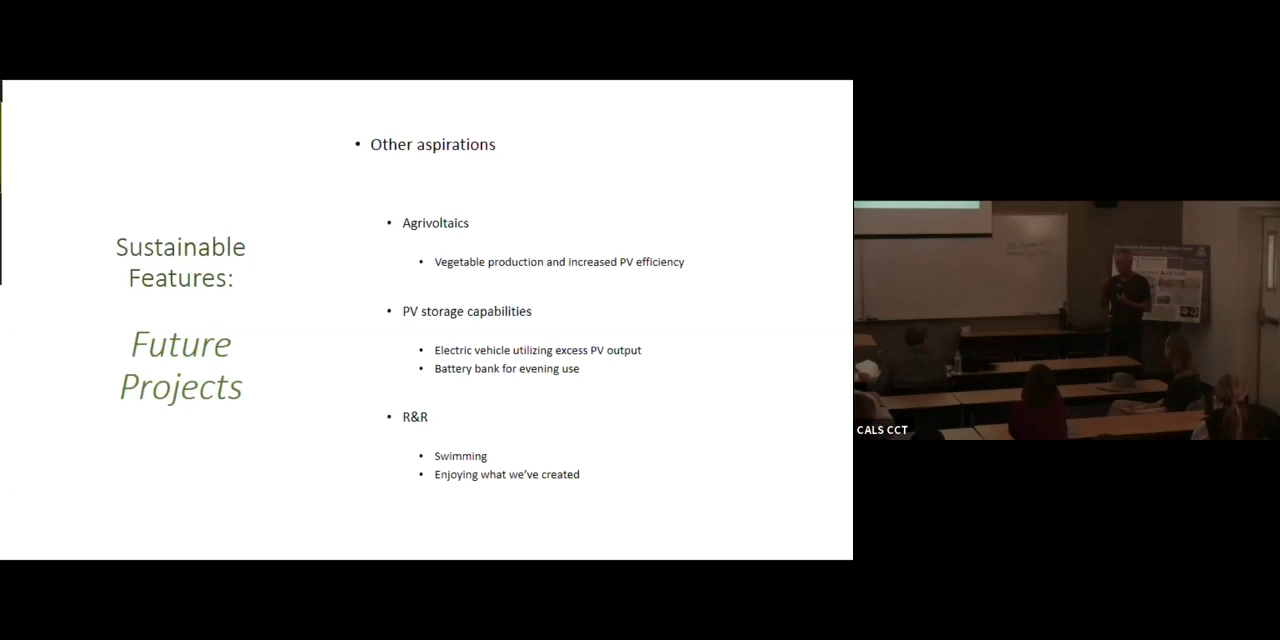 Sustainable
Features:
Future
Projects
• Other aspirations
• Agrivoltaics
• Vegetable production and increased PV efficiency
• PV storage capabilities
• Electric vehicle utilizing excess PV output
• Battery bank for evening use
• R&R
• Swimming
• Enjoying what we’ve created
CALS CCT